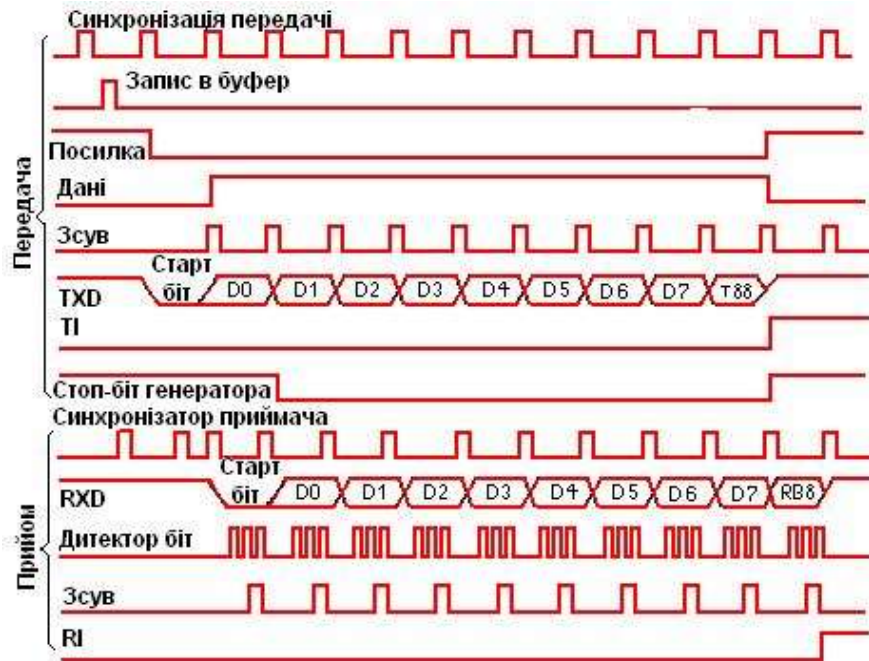 Синхронізація передачі
Запис в буфер
Посилка
Дані
Зсув
Старт
біт
TXD
D0 D1 D2 D3 D4 D5 D6 D7 T88
TI
Стоп-біт генератора
Передача
Синхронізатор приймача
Старт
біт
RXD
D0 D1 D2 D3 D4 D5 D6 D7 RB8
Дитектор біт
Зсув
RI
Прийом